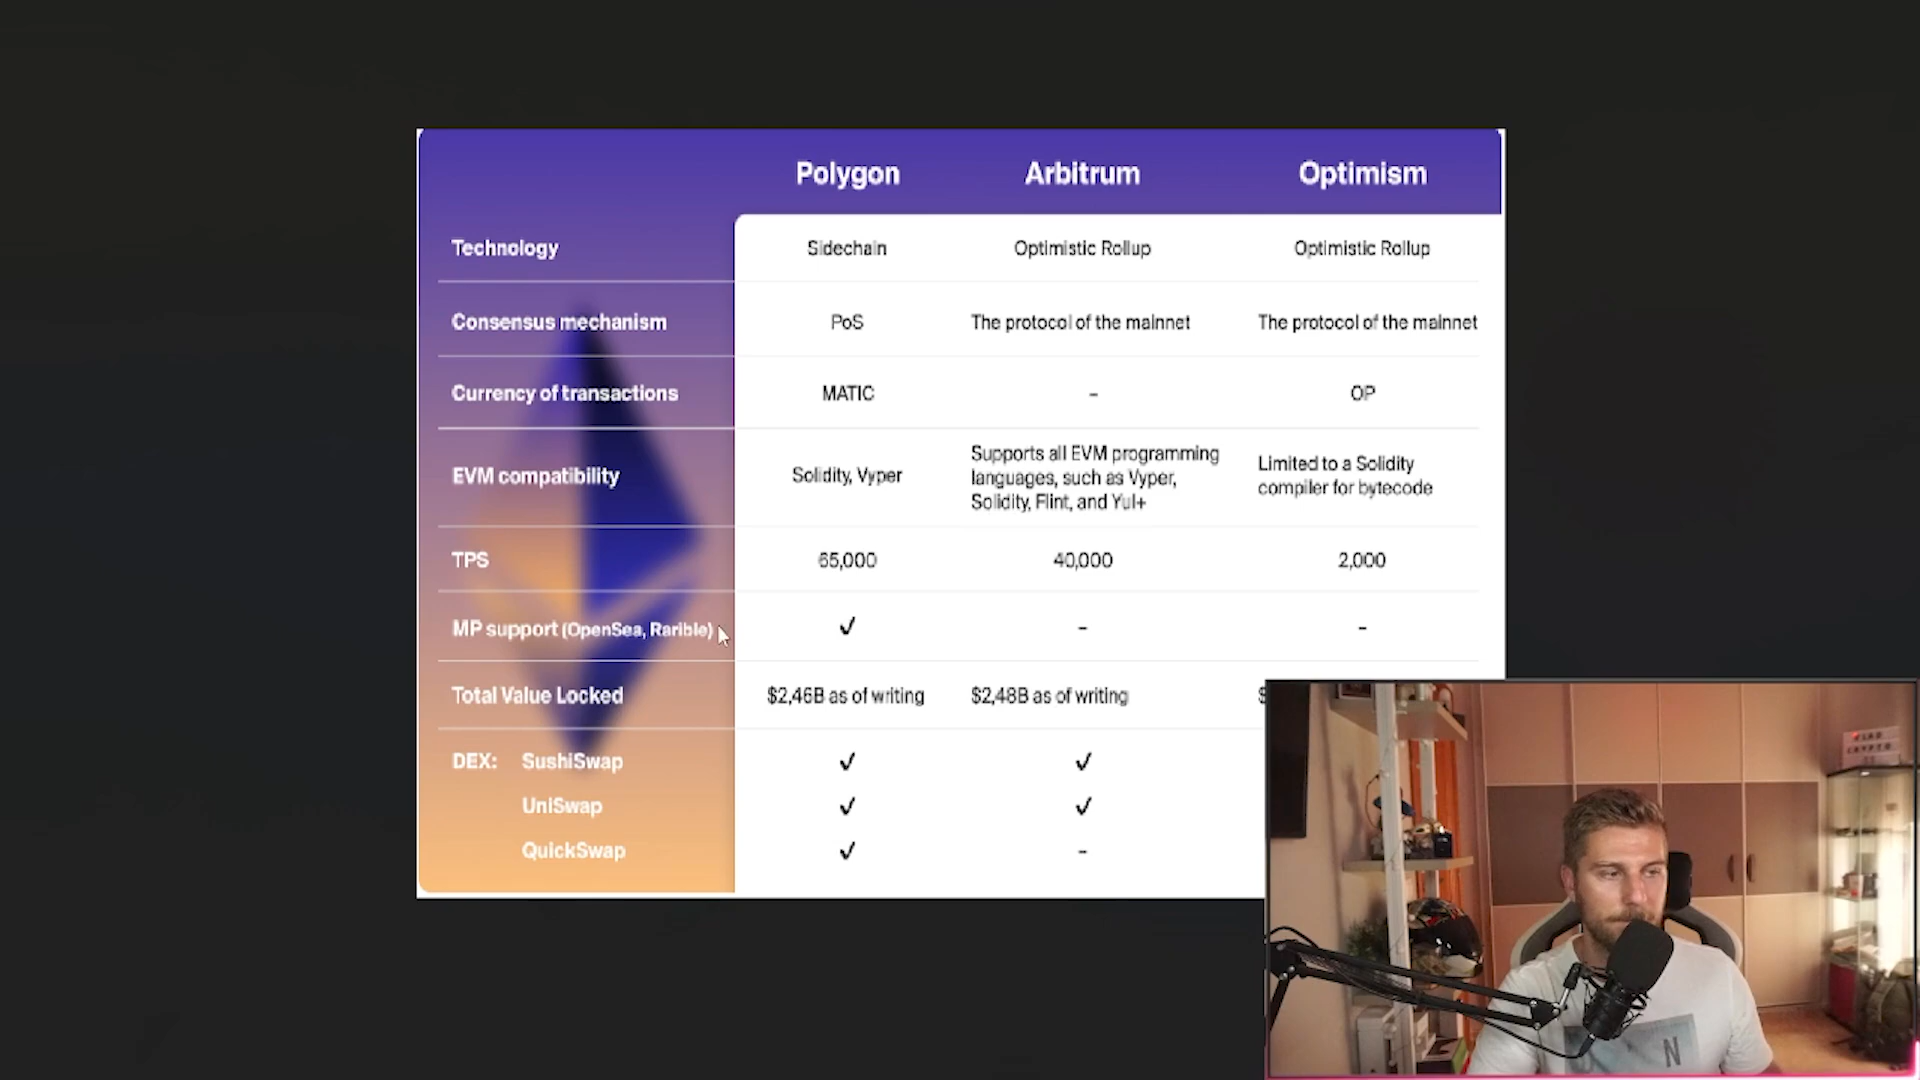 Polygon Arbitrum Optimism
Technology Sidechain Optimistic Rollup Optimistic Rollup
Consensus mechanism PoS The protocol of the mainnet The protocol of the mainnet
Currency of transactions MATIC - OP
EVM compatibility Solidity, Vyper
Supports all EVM programming
languages, such as Vyper,
Solidity, Flint, and Yul+
Limited to a Solidity
compiler for bytecode
TPS 65,000 40,000 2,000
MP support (OpenSea, Rarible) ✓ - -
Total Value Locked $2,46B as of writing $2,48B as of writing $
DEX: SushiSwap ✓ ✓
UniSwap ✓ ✓
QuickSwap ✓ -
CRYPTO